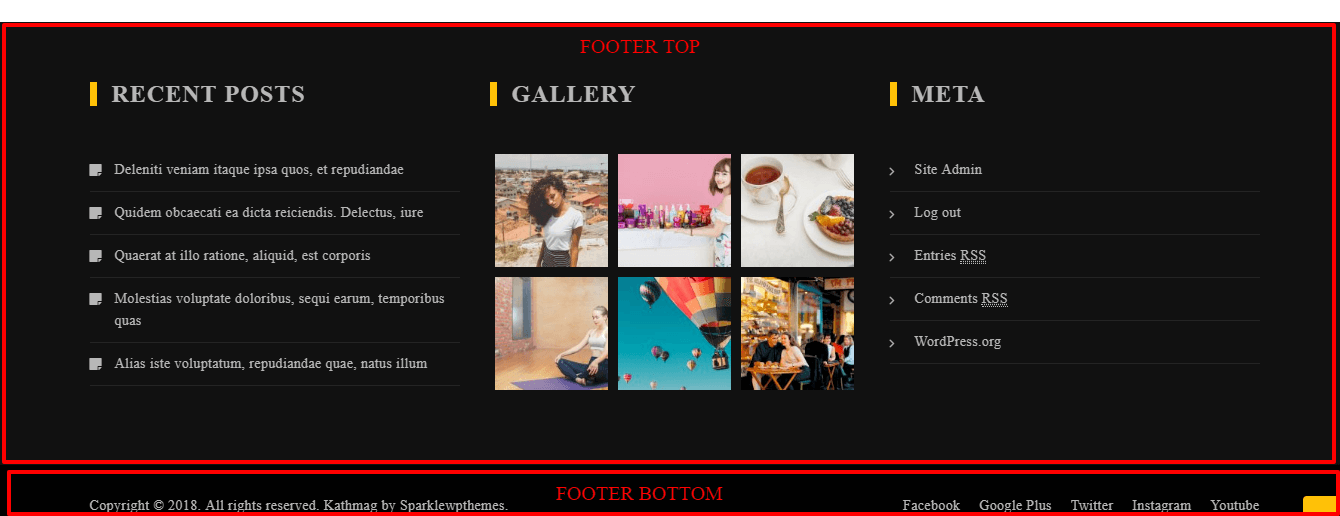 FOOTER TOP
RECENT POSTS
Deleniti veniam itaque ipsa quos, et repudiandae
Quidem obcaecati ea dicta reiciendis. Delectus, iure
Quaerat at illo ratione, aliquid, est corporis
Molestias voluptate doloribus, sequi earum, temporibus
quas
Alias iste voluptatum, repudiandae quae, natus illum
GALLERY
META
Site Admin
Log out
Entries RSS
Comments RSS
WordPress.org
FOOTER BOTTOM
Copyright © 2018. All rights reserved. Kathmag by Sparklewpthemes.
Facebook Google Plus Twitter Instagram Youtube